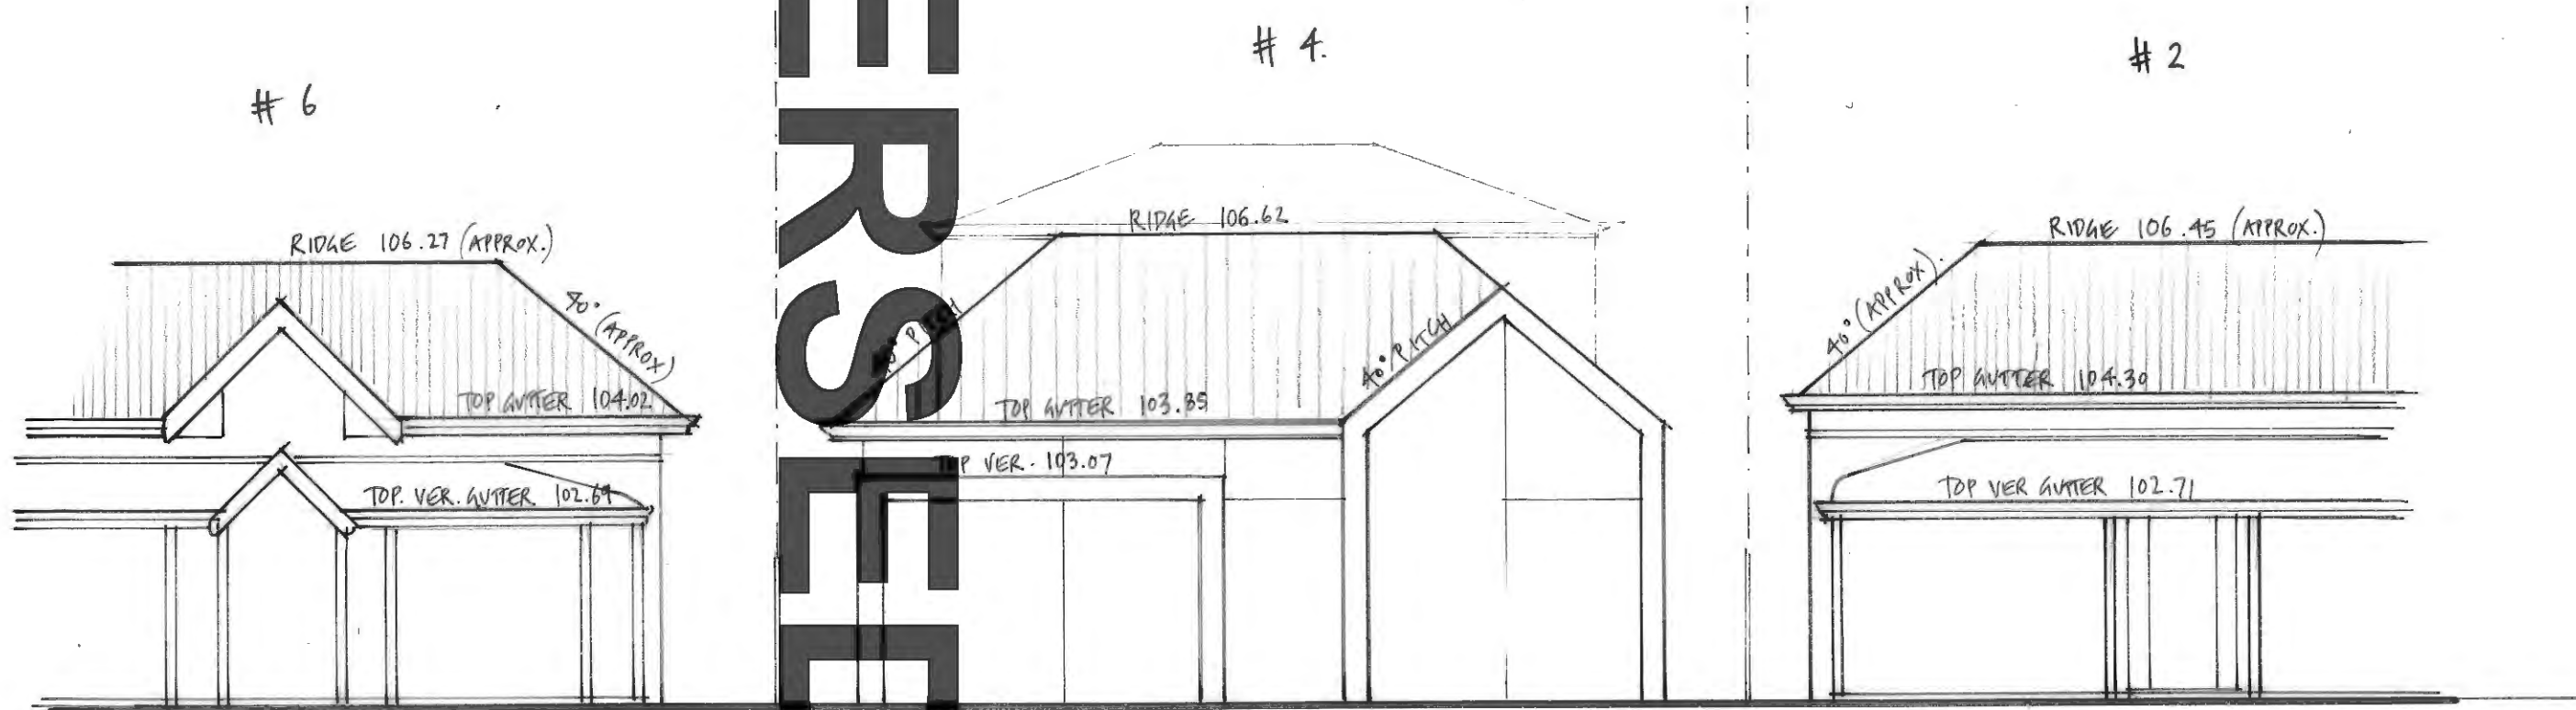 # 6
RIDGE 106.27 (APPROX.)
40° (APPROX)
TOP GUTTER 104.02
TOP. VER. GUTTER 102.69
ERSLEE
# 4.
RIDGE 106.62
40° PITCH
40° PITCH
TOP GUTTER 103.85
TOP VER. 103.07
# 2
RIDGE 106.45 (APPROX.)
40° (APPROX).
TOP GUTTER 104.30
TOP VER GUTTER 102.71